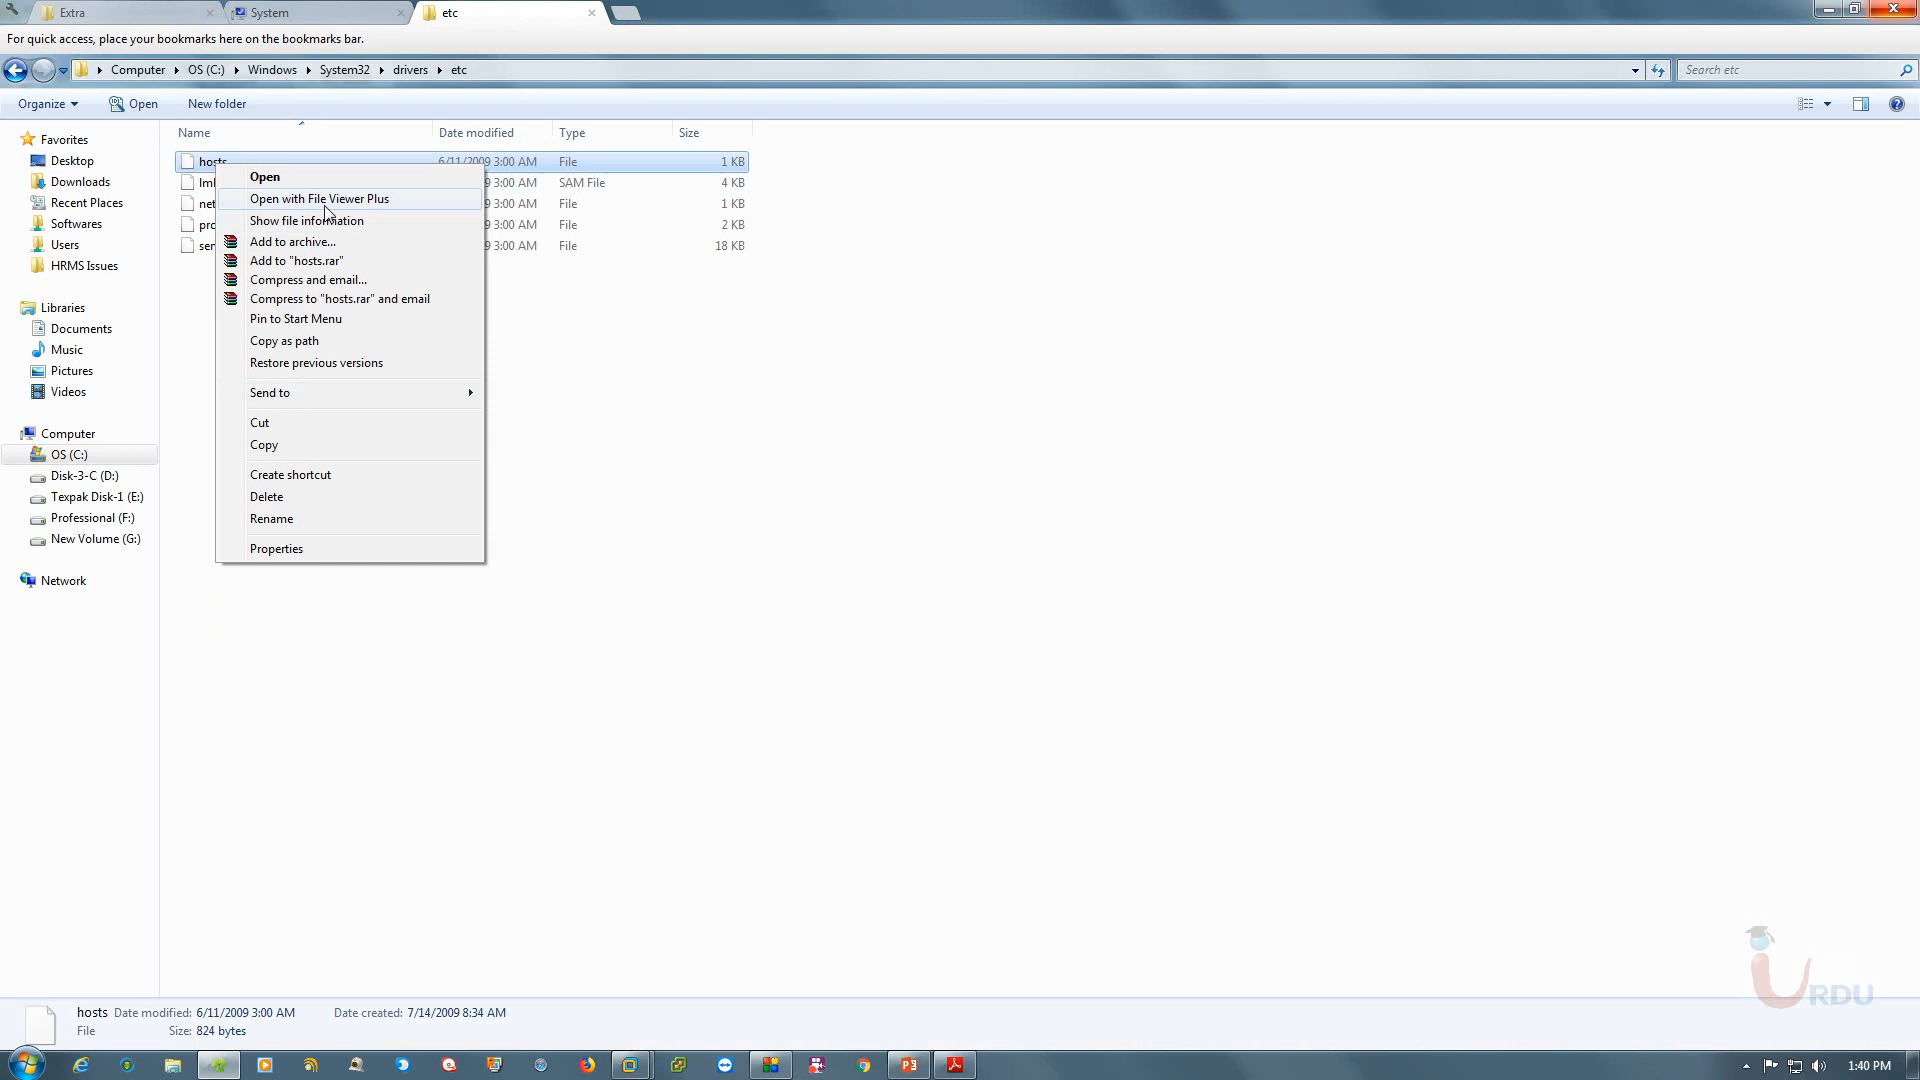 Extra
System
etc
For quick access, place your bookmarks here on the bookmarks bar.
Computer OS (C:) Windows System32 drivers etc
Search etc
Organize Open New folder
Name Date modified Type Size
hosts 6/11/2009 3:00 AM File 1 KB
9 3:00 AM SAM File 4 KB
net 9 3:00 AM File 1 KB
pro 9 3:00 AM File 2 KB
ser 9 3:00 AM File 18 KB
Open
Open with File Viewer Plus
Show file information
Add to archive...
Add to "hosts.rar"
Compress and email...
Compress to "hosts.rar" and email
Pin to Start Menu
Copy as path
Restore previous versions
Send to
Cut
Copy
Create shortcut
Delete
Rename
Properties
Favorites
Desktop
Downloads
Recent Places
Softwares
Users
HRMS Issues
Libraries
Documents
Music
Pictures
Videos
Computer
OS (C:)
Disk-3-C (D:)
Texpak Disk-1 (E:)
Professional (F:)
New Volume (G:)
Network
hosts Date modified: 6/11/2009 3:00 AM Date created: 7/14/2009 8:34 AM
File Size: 824 bytes
URDU
1:40 PM